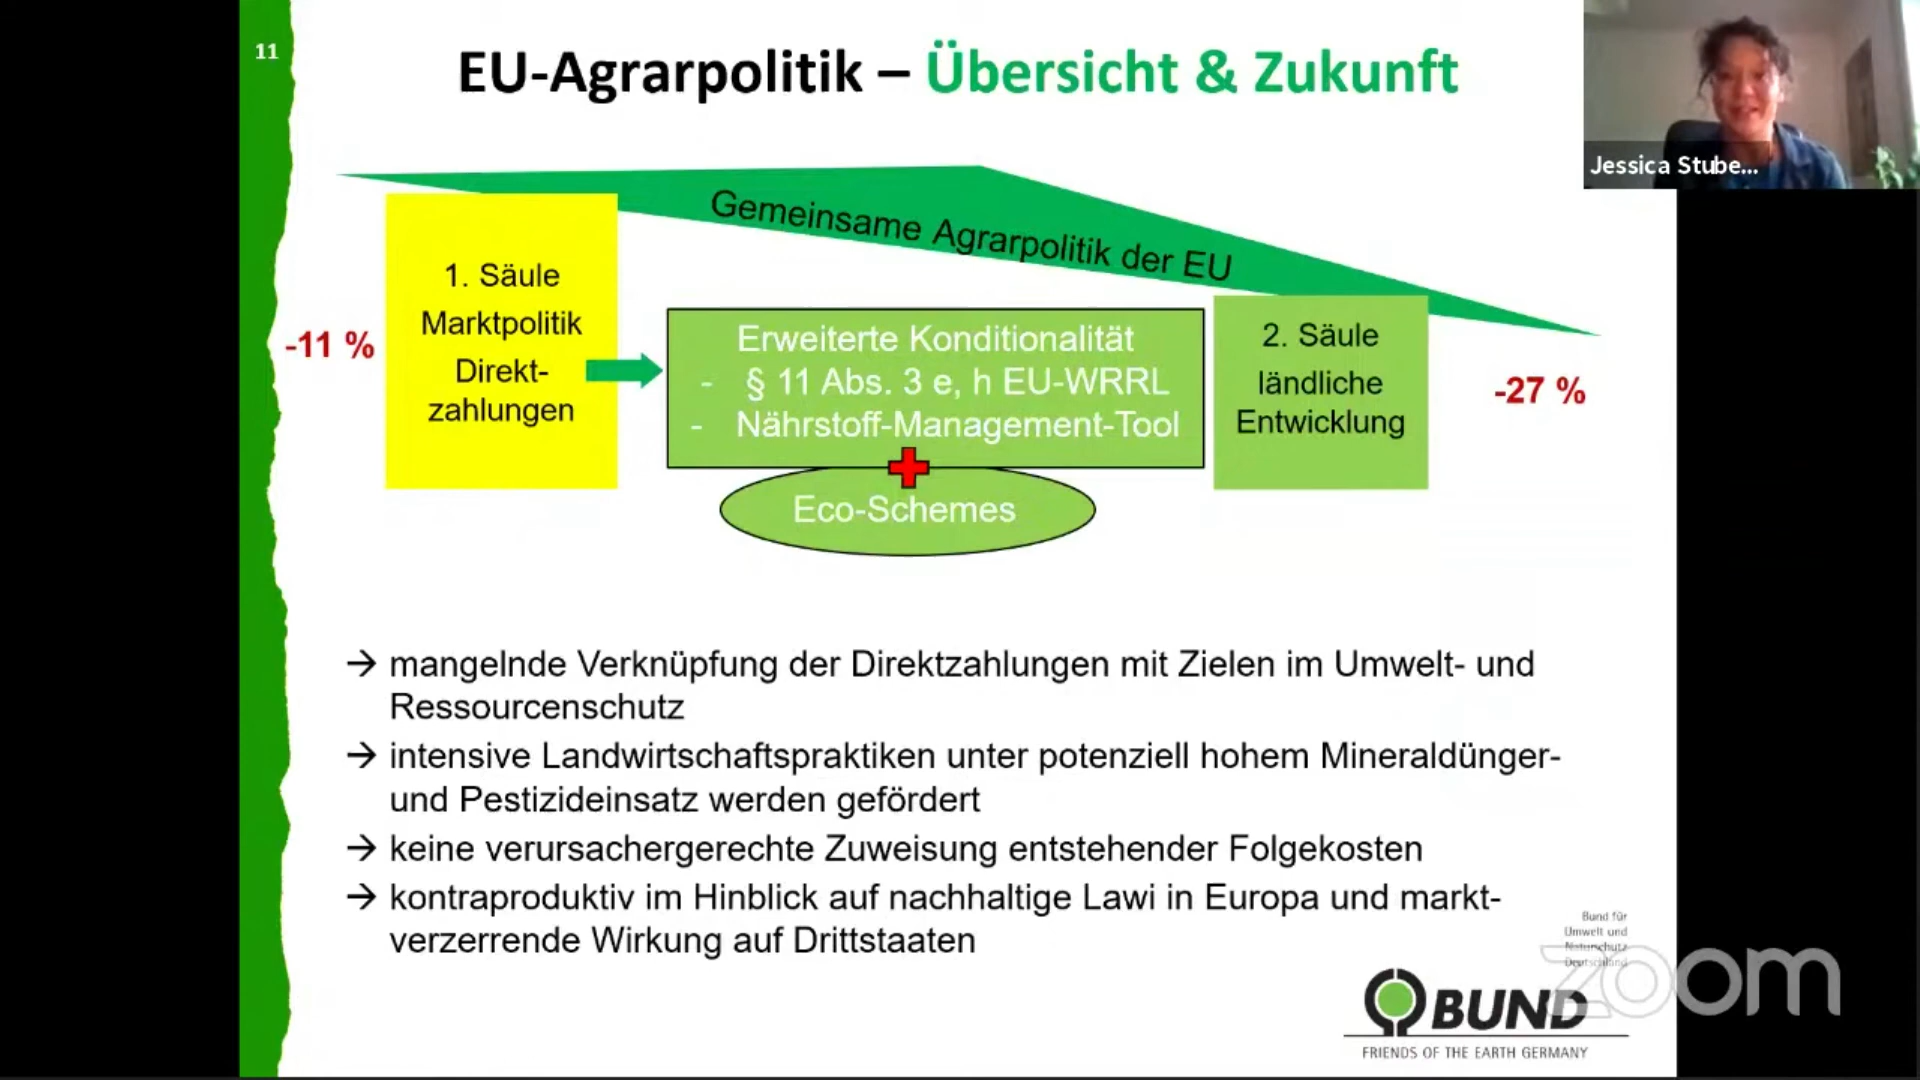 11
EU-Agrarpolitik – Übersicht & Zukunft
Jessica Stube...
Gemeinsame Agrarpolitik der EU
1. Säule
Marktpolitik
Direkt-
zahlungen
-11 %
Erweiterte Konditionalität
- § 11 Abs. 3 e, h EU-WRRL
- Nährstoff-Management-Tool
Eco-Schemes
2. Säule
ländliche
Entwicklung
-27 %
→ mangelnde Verknüpfung der Direktzahlungen mit Zielen im Umwelt- und
Ressourcenschutz
→ intensive Landwirtschaftspraktiken unter potenziell hohem Mineraldünger-
und Pestizideinsatz werden gefördert
→ keine verursachergerechte Zuweisung entstehender Folgekosten
→ kontraproduktiv im Hinblick auf nachhaltige Lawi in Europa und markt-
verzerrende Wirkung auf Drittstaaten
Bund für
Umwelt und
Naturschutz
Deutschland
zoom
BUND
FRIENDS OF THE EARTH GERMANY